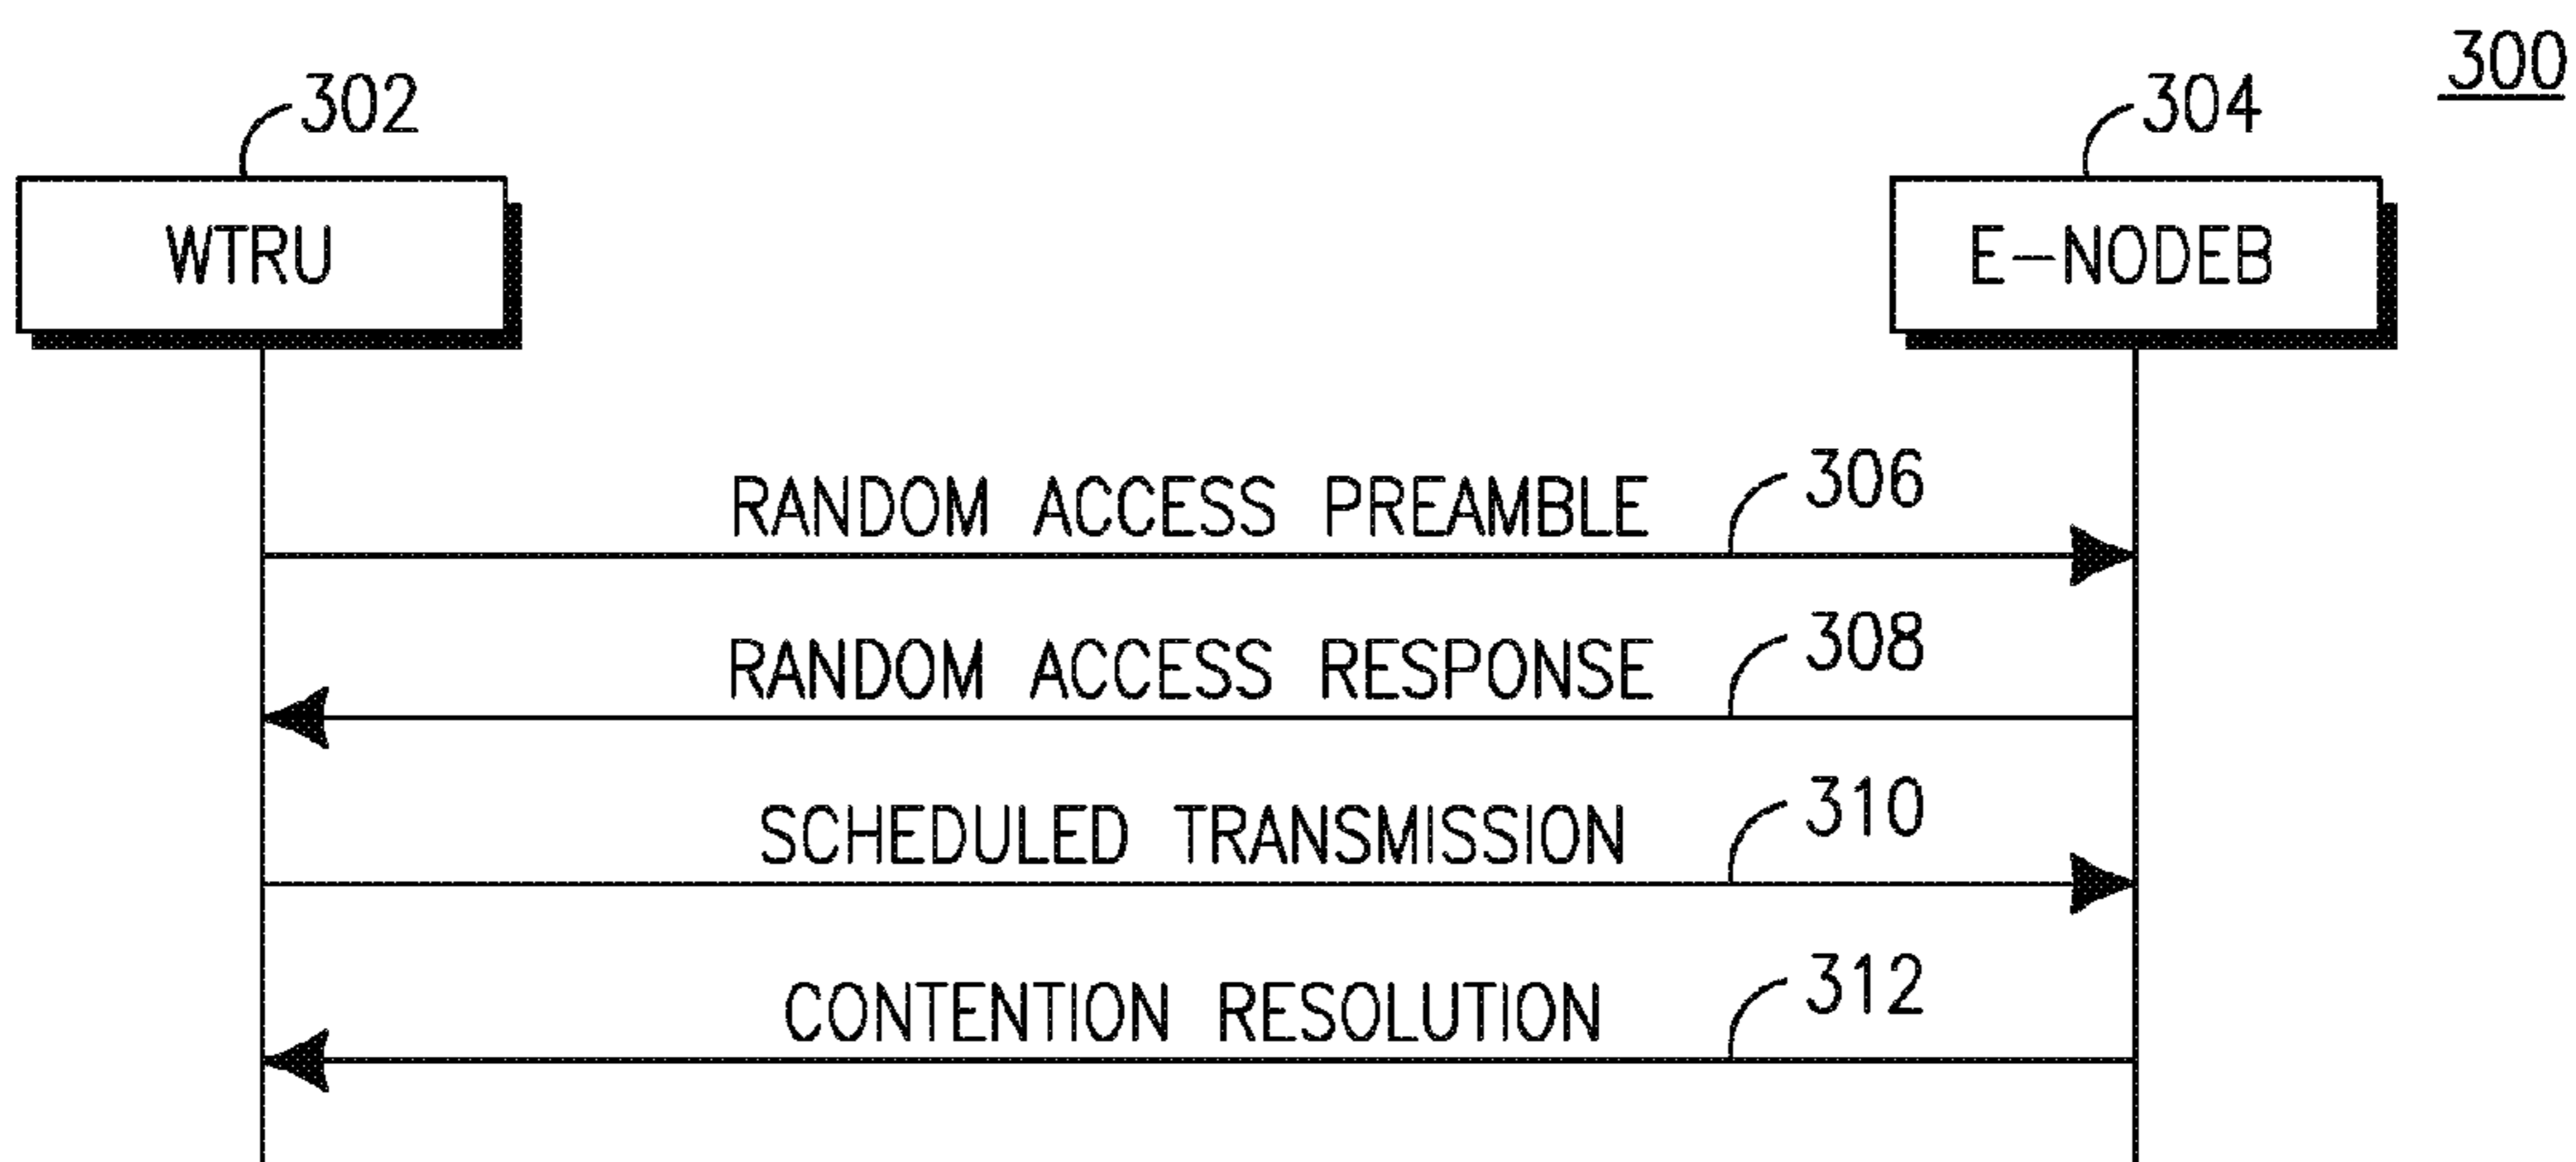 300
302
304
WTRU
E-NODEB
RANDOM ACCESS PREAMBLE
306
RANDOM ACCESS RESPONSE
308
SCHEDULED TRANSMISSION
310
CONTENTION RESOLUTION
312